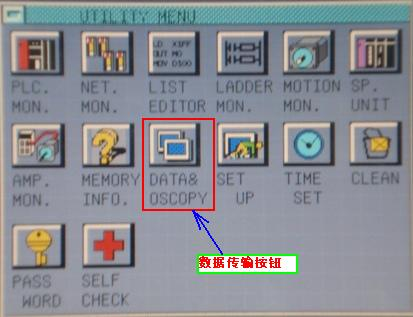 UTILITY MENU
PLC. MON.
NET. MON.
LD X1FF
OUT M0
MOV D100
LIST EDITOR
LADDER MON.
MOTION MON.
SP. UNIT
AMP. MON.
MEMORY INFO.
DATA& OSCOPY
SET UP
TIME SET
CLEAN
数据传输按钮
PASS WORD
SELF CHECK